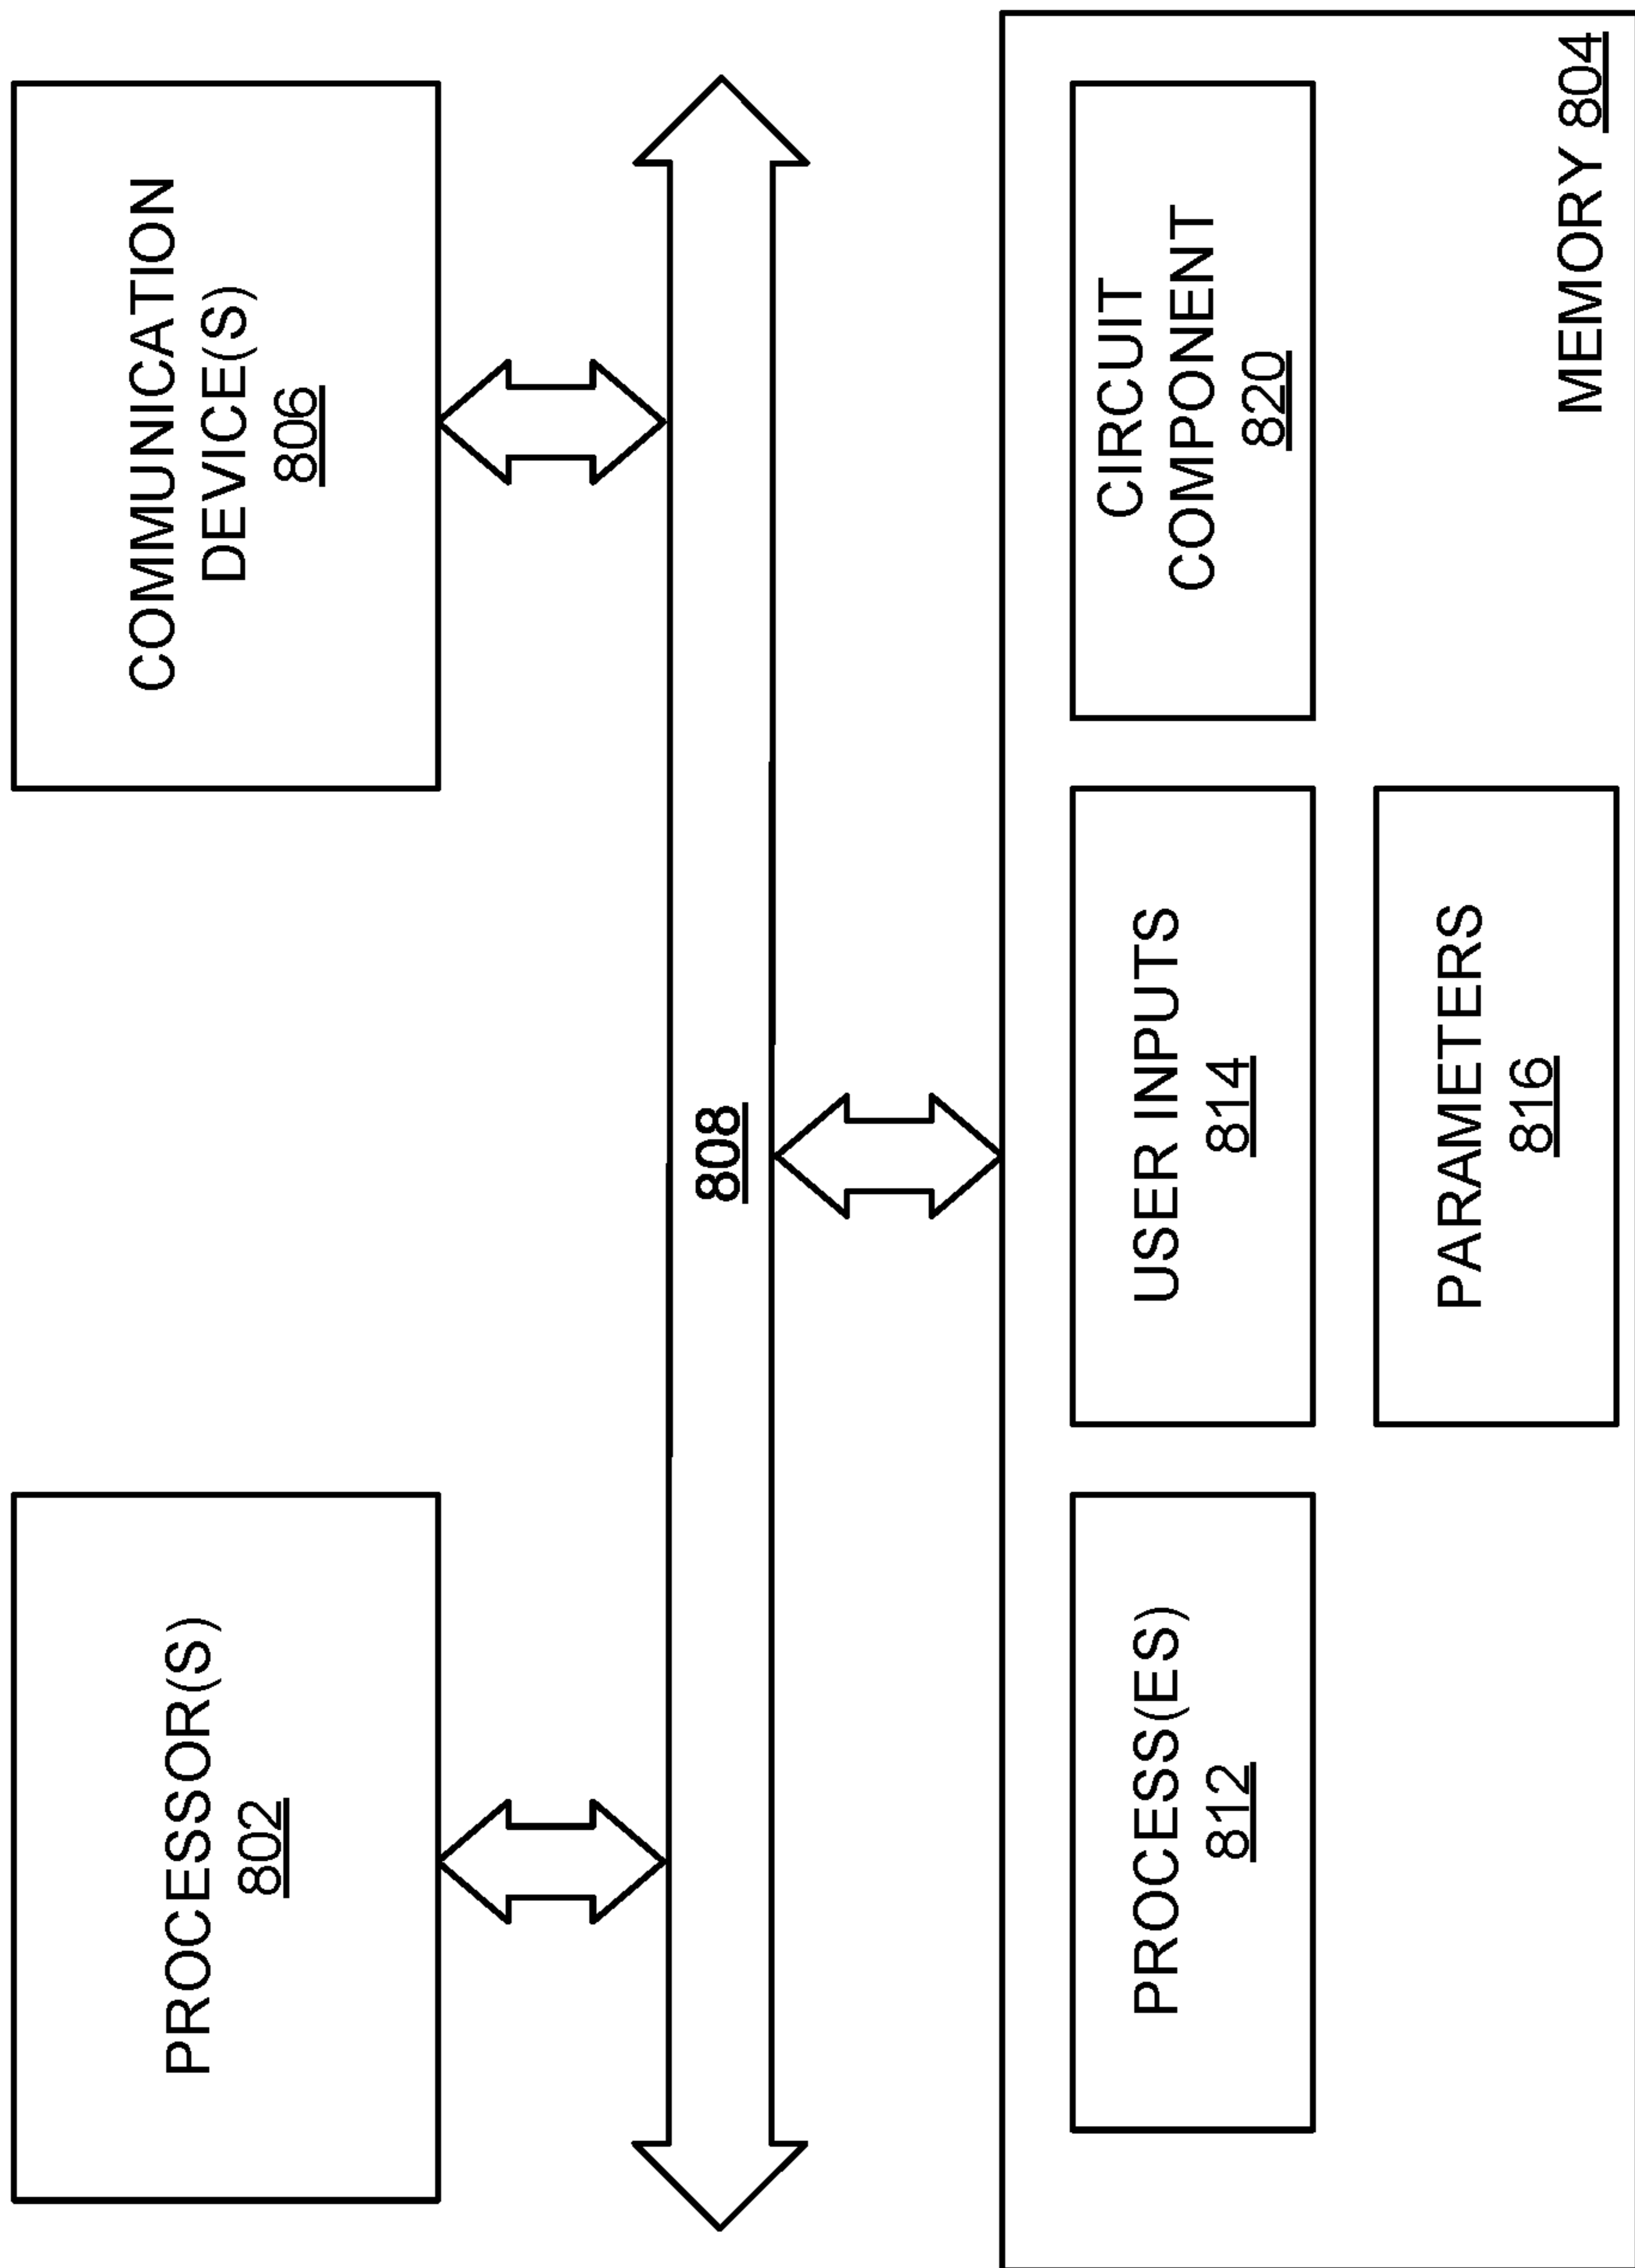 PROCESSOR(S)
802
COMMUNICATION
DEVICE(S)
806
808
PROCESS(ES)
812
USER INPUTS
814
CIRCUIT
COMPONENT
820
PARAMETERS
816
MEMORY 804